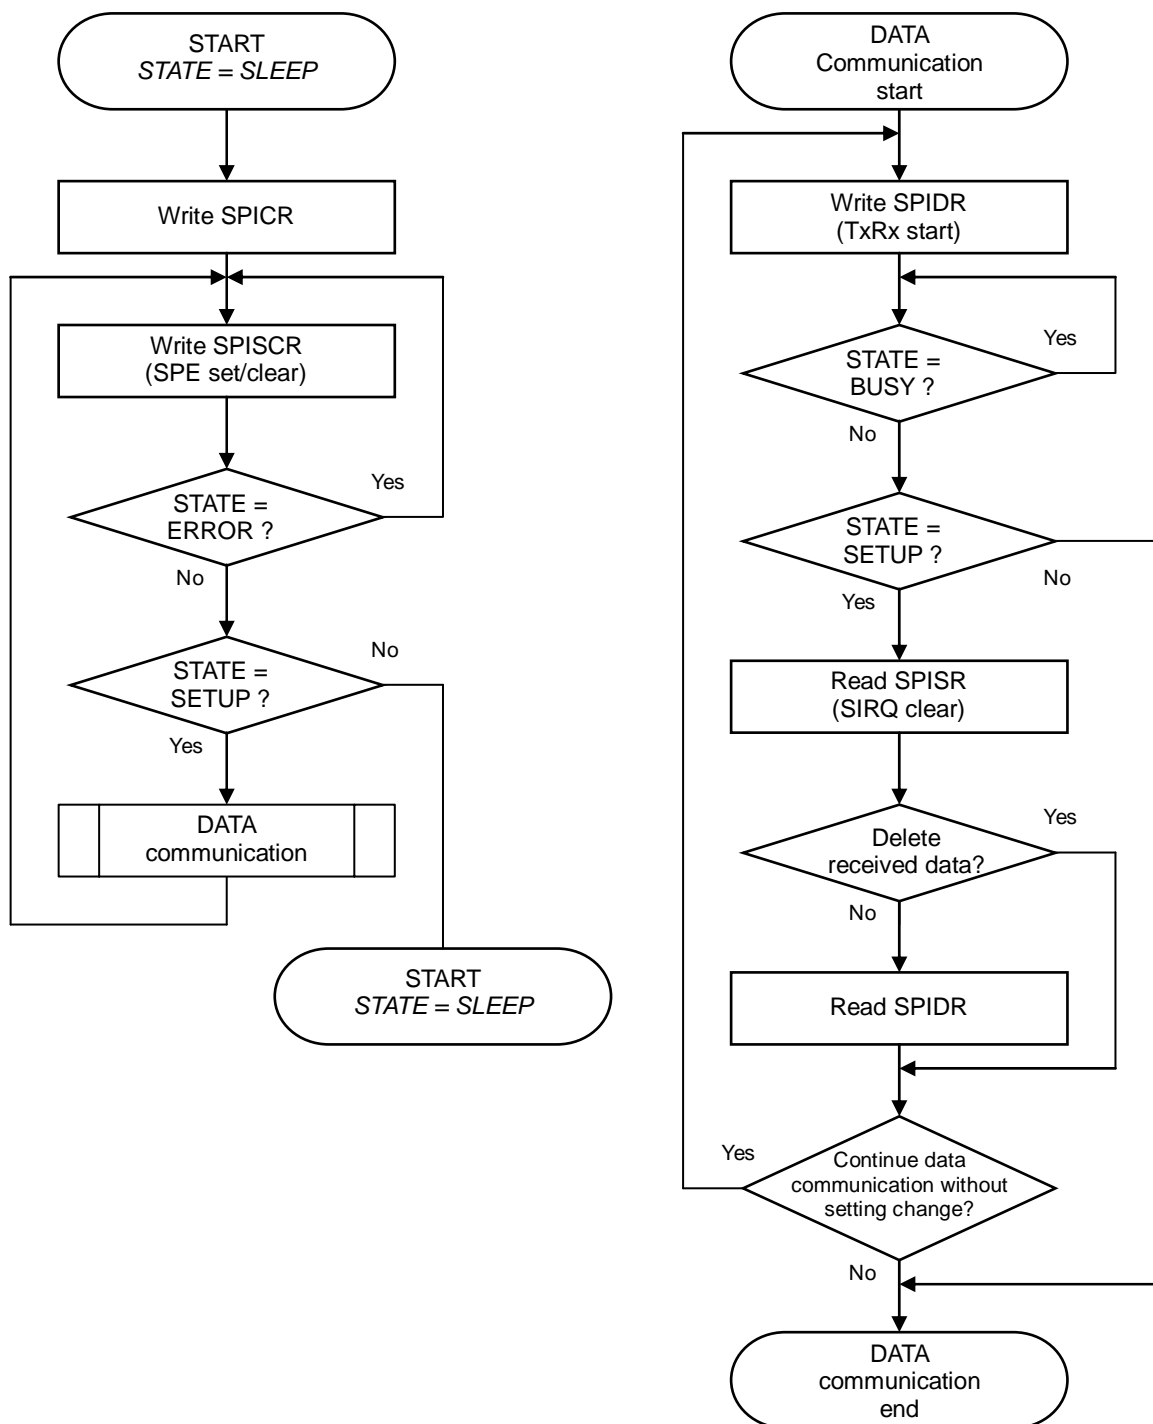 START
STATE = SLEEP
Write SPICR
Write SPISCR
(SPE set/clear)
STATE =
ERROR ?
Yes
No
STATE =
SETUP ?
No
Yes
DATA
communication
START
STATE = SLEEP
DATA
Communication
start
Write SPIDR
(TxRx start)
STATE =
BUSY ?
Yes
No
STATE =
SETUP ?
No
Yes
Read SPISR
(SIRQ clear)
Delete
received data?
Yes
No
Read SPIDR
Continue data
communication without
setting change?
Yes
No
DATA
communication
end